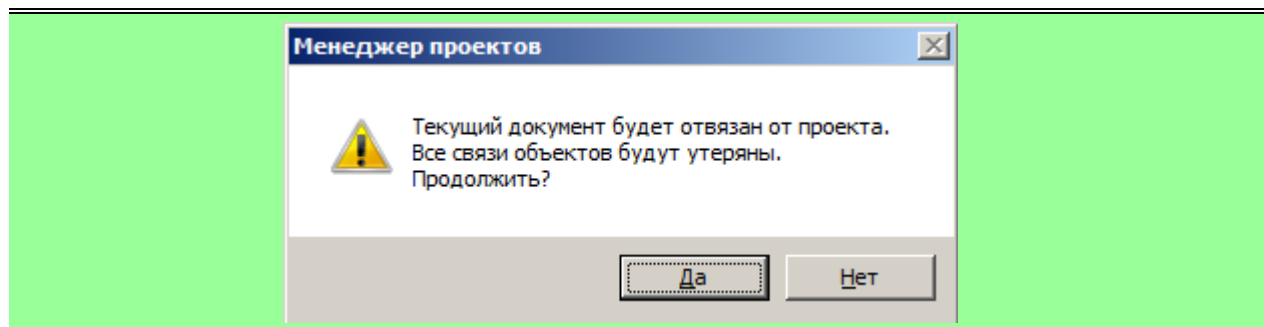 Менеджер проектов
Текущий документ будет отвязан от проекта.
Все связи объектов будут утеряны.
Продолжить?
Да
Нет